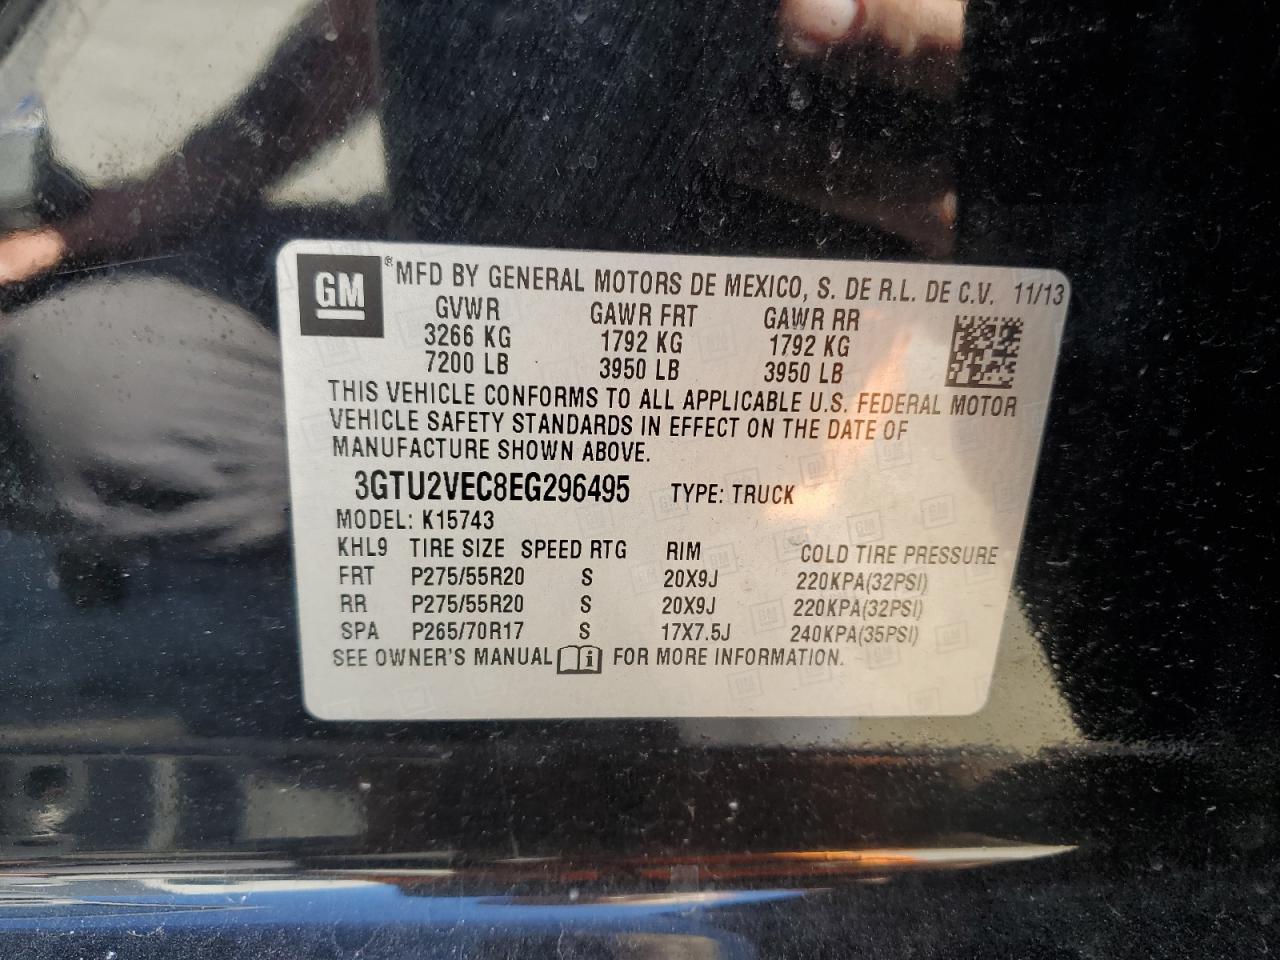 GM ® MFD BY GENERAL MOTORS DE MEXICO, S. DE R.L. DE C.V. 11/13
GVWR GAWR FRT GAWR RR
3266 KG 1792 KG 1792 KG
7200 LB 3950 LB 3950 LB
THIS VEHICLE CONFORMS TO ALL APPLICABLE U.S. FEDERAL MOTOR
VEHICLE SAFETY STANDARDS IN EFFECT ON THE DATE OF
MANUFACTURE SHOWN ABOVE.
3GTU2VEC8EG296495 TYPE: TRUCK
MODEL: K15743
KHL9 TIRE SIZE SPEED RTG RIM COLD TIRE PRESSURE
FRT P275/55R20 S 20X9J 220KPA(32PSI)
RR P275/55R20 S 20X9J 220KPA(32PSI)
SPA P265/70R17 S 17X7.5J 240KPA(35PSI)
SEE OWNER'S MANUAL i FOR MORE INFORMATION.